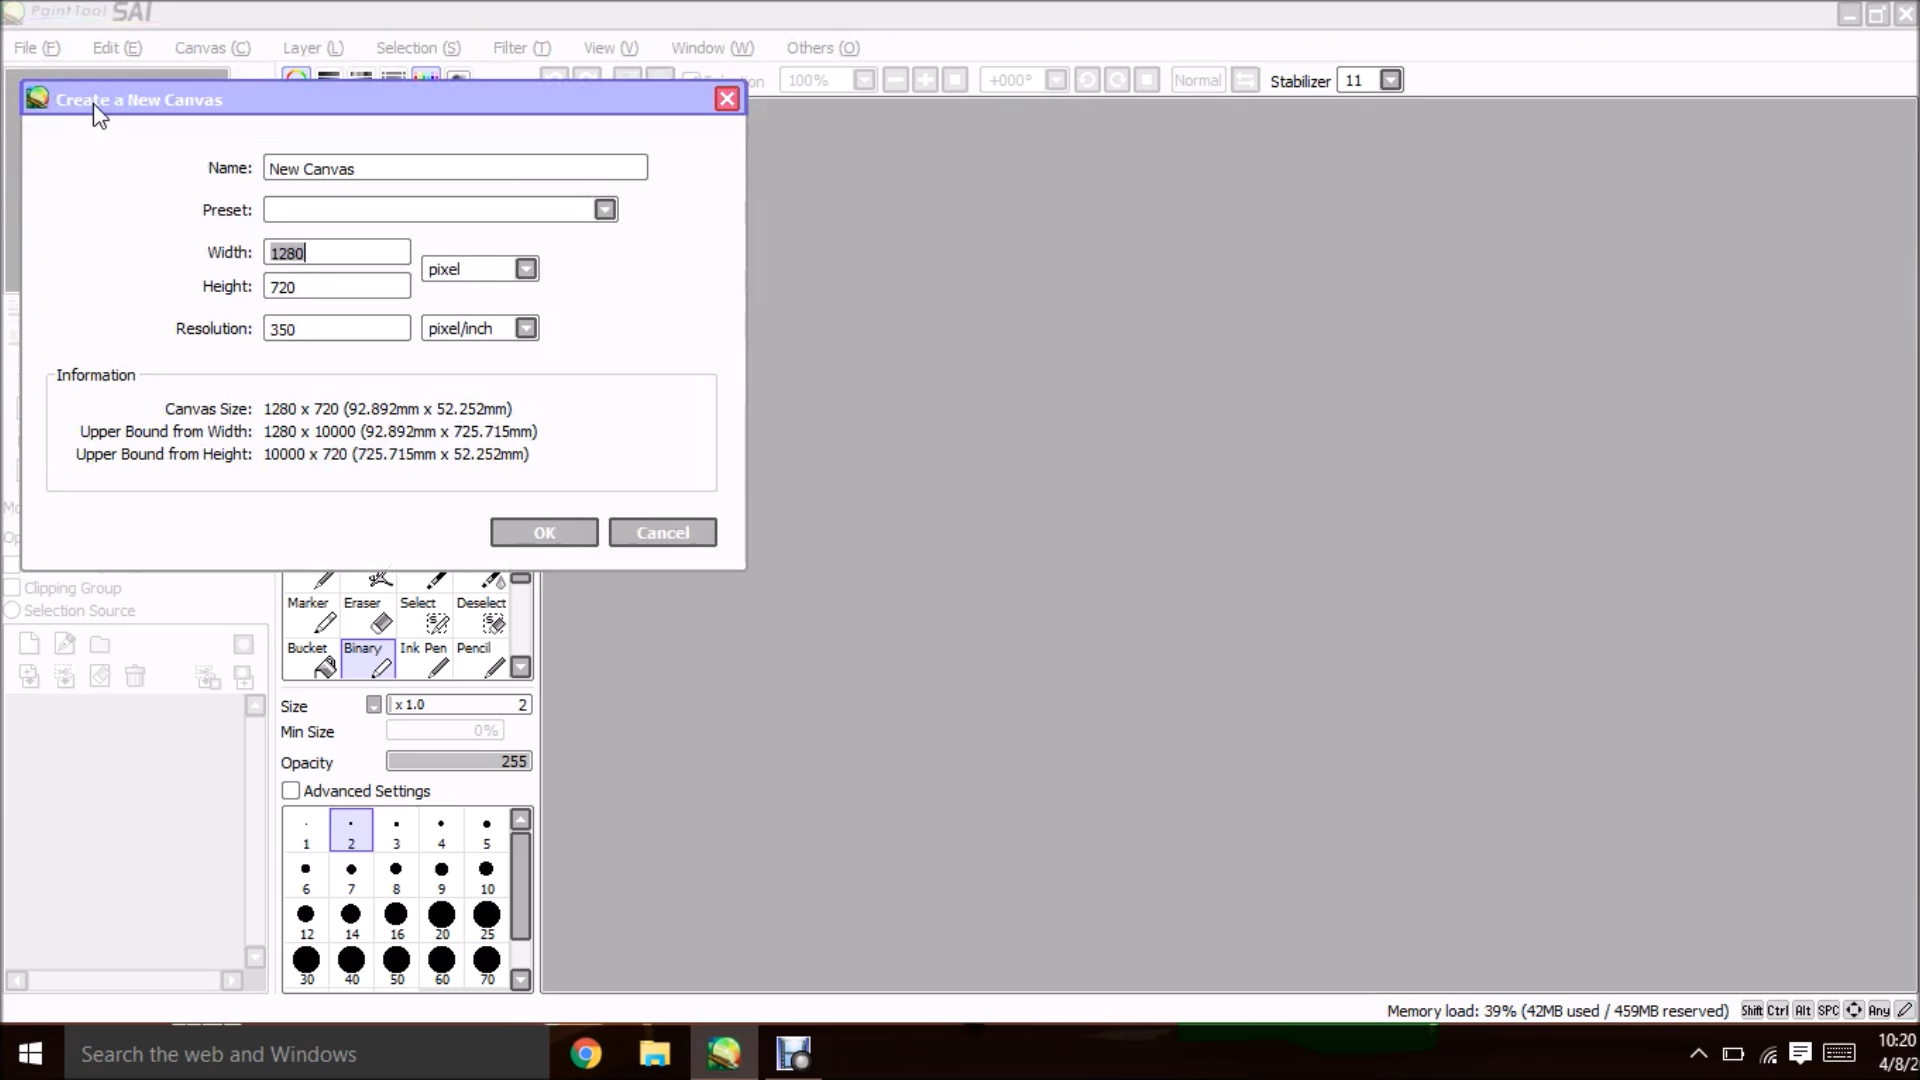 PaintTool SAI
File (F) Edit (E) Canvas (C) Layer (L) Selection (S) Filter (T) View (V) Window (W) Others (O)
100% +000° Normal Stabilizer 11
Create a New Canvas
Name: New Canvas
Preset:
Width: 1280
pixel
Height: 720
Resolution: 350 pixel/inch
Information
Canvas Size: 1280 x 720 (92.892mm x 52.252mm)
Upper Bound from Width: 1280 x 10000 (92.892mm x 725.715mm)
Upper Bound from Height: 10000 x 720 (725.715mm x 52.252mm)
OK Cancel
Clipping Group
Selection Source
Marker Eraser Select Deselect
Bucket Binary Ink Pen Pencil
Size x 1.0 2
Min Size 0%
Opacity 255
Advanced Settings
1 2 3 4 5
6 7 8 9 10
12 14 16 20 25
30 40 50 60 70
Memory load: 39% (42MB used / 459MB reserved) Shift Ctrl Alt SPC Any
Search the web and Windows
10:20
4/8/2